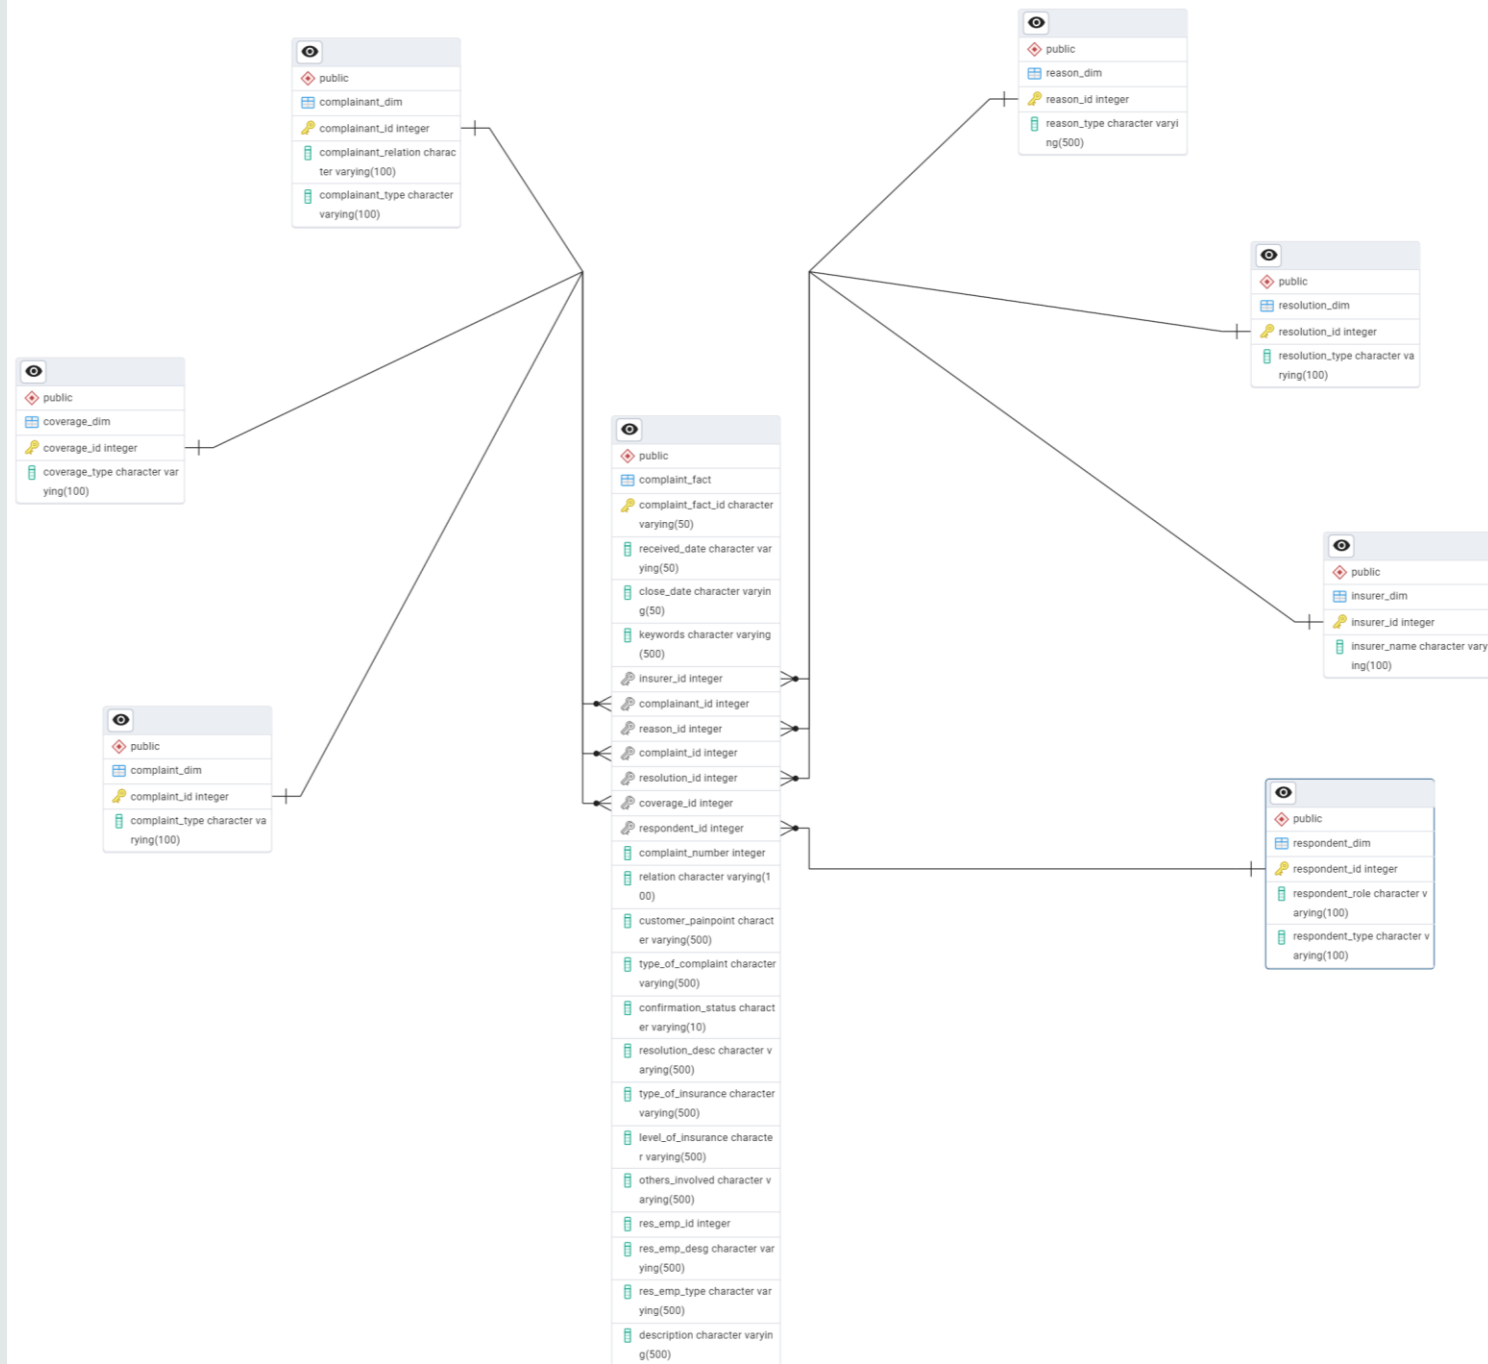 public
complainant_dim
complainant_id integer
complainant_relation charac
ter varying(100)
complainant_type character
varying(100)
public
reason_dim
reason_id integer
reason_type character varyi
ng(500)
public
resolution_dim
resolution_id integer
resolution_type character va
rying(100)
public
coverage_dim
coverage_id integer
coverage_type character var
ying(100)
public
complaint_fact
complaint_fact_id character
varying(50)
received_date character var
ying(50)
close_date character varyin
g(50)
keywords character varying
(500)
insurer_id integer
complainant_id integer
reason_id integer
complaint_id integer
resolution_id integer
coverage_id integer
respondent_id integer
complaint_number integer
relation character varying(1
00)
customer_painpoint charact
er varying(500)
type_of_complaint character
varying(500)
confirmation_status charact
er varying(10)
resolution_desc character v
arying(500)
type_of_insurance character
varying(500)
level_of_insurance characte
r varying(500)
others_involved character v
arying(500)
res_emp_id integer
res_emp_desg character var
ying(500)
res_emp_type character var
ying(500)
description character varyin
g(500)
public
insurer_dim
insurer_id integer
insurer_name character vary
ing(100)
public
complaint_dim
complaint_id integer
complaint_type character va
rying(100)
public
respondent_dim
respondent_id integer
respondent_role character v
arying(100)
respondent_type character v
arying(100)